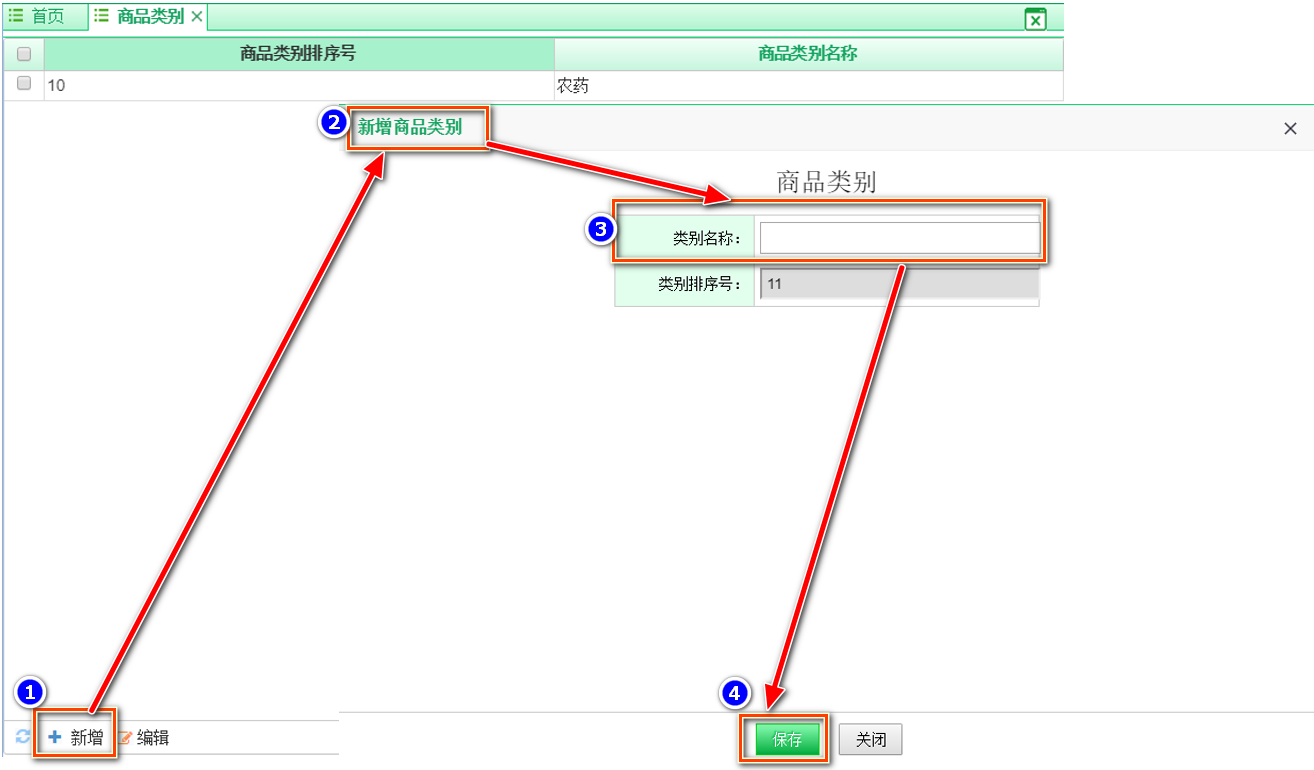 首页 商品类别
商品类别排序号 商品类别名称
10 农药
2 新增商品类别
商品类别
3 类别名称：
类别排序号： 11
1 4
新增 编辑 保存 关闭